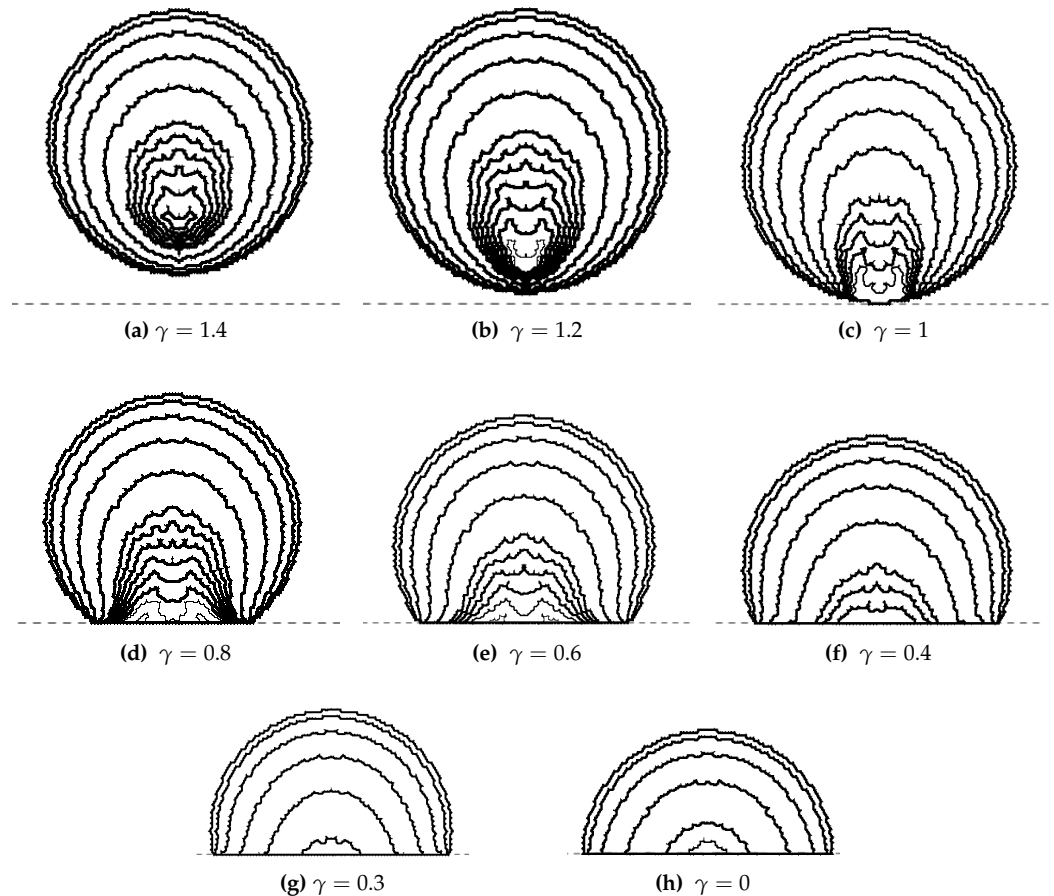 (a) γ = 1.4
(b) γ = 1.2
(c) γ = 1
(d) γ = 0.8
(e) γ = 0.6
(f) γ = 0.4
(g) γ = 0.3
(h) γ = 0